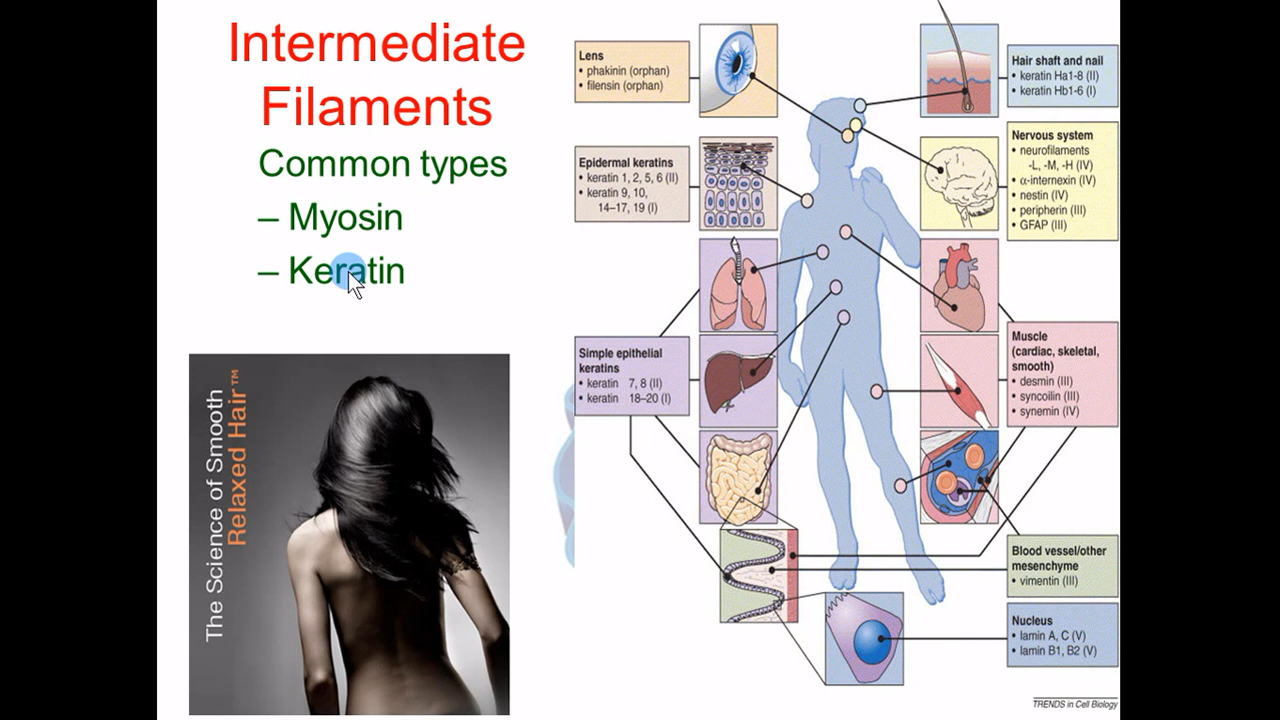 Intermediate
Filaments
Common types
– Myosin
– Keratin
The Science of Smooth
Relaxed Hair™
Lens
• phakinin (orphan)
• filensin (orphan)
Epidermal keratins
• keratin 1, 2, 5, 6 (II)
• keratin 9, 10,
14–17, 19 (I)
Simple epithelial
keratins
• keratin 7, 8 (II)
• keratin 18–20 (I)
Hair shaft and nail
• keratin Ha1-8 (II)
• keratin Hb1-6 (I)
Nervous system
• neurofilaments
-L, -M, -H (IV)
• α-internexin (IV)
• nestin (IV)
• peripherin (III)
• GFAP (III)
Muscle
(cardiac, skeletal,
smooth)
• desmin (III)
• syncoilin (III)
• synemin (IV)
Blood vessel/other
mesenchyme
• vimentin (III)
Nucleus
• lamin A, C (V)
• lamin B1, B2 (V)
TRENDS in Cell Biology